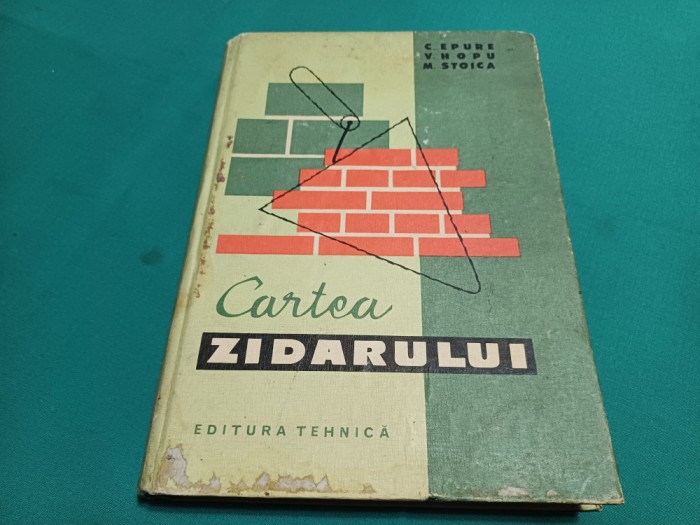 C. EPURE
V. HOPU
M. STOICA
Cartea
ZIDARULUI
EDITURA TEHNICĂ